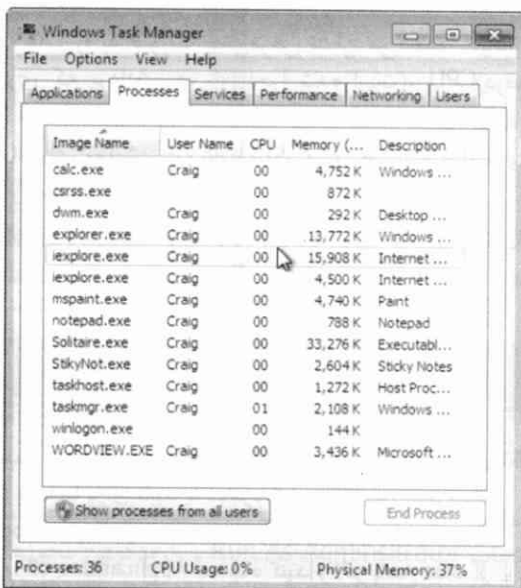 Windows Task Manager
File Options View Help
Applications Processes Services Performance Networking Users
Image Name User Name CPU Memory (... Description
calc.exe Craig 00 4,752 K Windows ...
csrss.exe 00 872 K
dwm.exe Craig 00 292 K Desktop ...
explorer.exe Craig 00 13,772 K Windows ...
iexplore.exe Craig 00 15,908 K Internet ...
iexplore.exe Craig 00 4,500 K Internet ...
mspaint.exe Craig 00 4,740 K Paint
notepad.exe Craig 00 788 K Notepad
Solitaire.exe Craig 00 33,276 K Executabl...
StikyNot.exe Craig 00 2,604 K Sticky Notes
taskhost.exe Craig 00 1,272 K Host Proc...
taskmgr.exe Craig 01 2,108 K Windows ...
winlogon.exe 00 144 K
WORDVIEW.EXE Craig 00 3,436 K Microsoft ...
Show processes from all users End Process
Processes: 36 CPU Usage: 0% Physical Memory: 37%